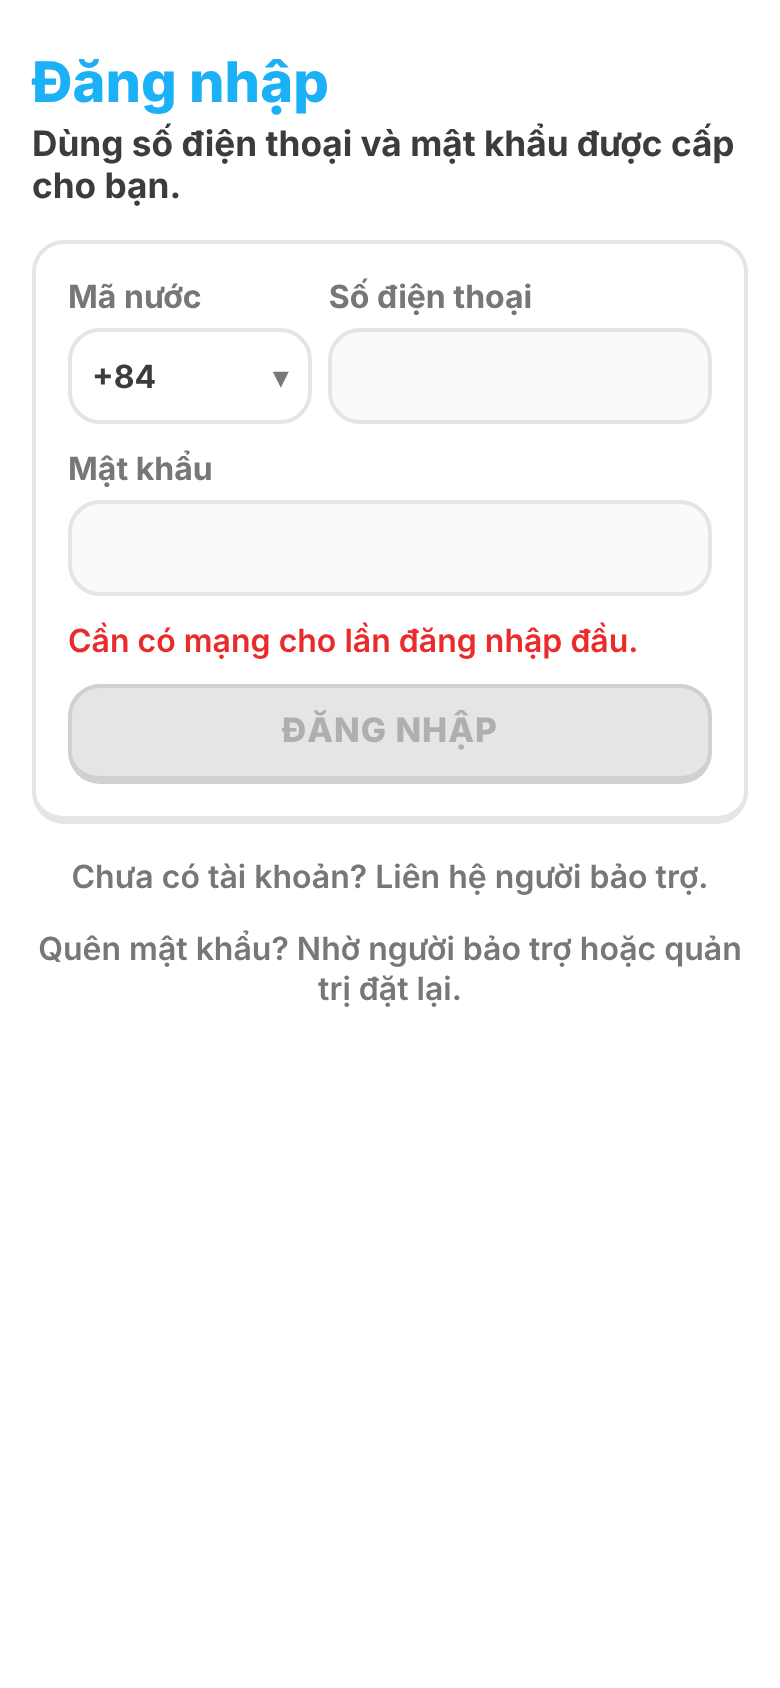 Đăng nhập
Dùng số điện thoại và mật khẩu được cấp
cho bạn.
Mã nước
Số điện thoại
+84 ▾
Mật khẩu
Cần có mạng cho lần đăng nhập đầu.
ĐĂNG NHẬP
Chưa có tài khoản? Liên hệ người bảo trợ.
Quên mật khẩu? Nhờ người bảo trợ hoặc quản
trị đặt lại.